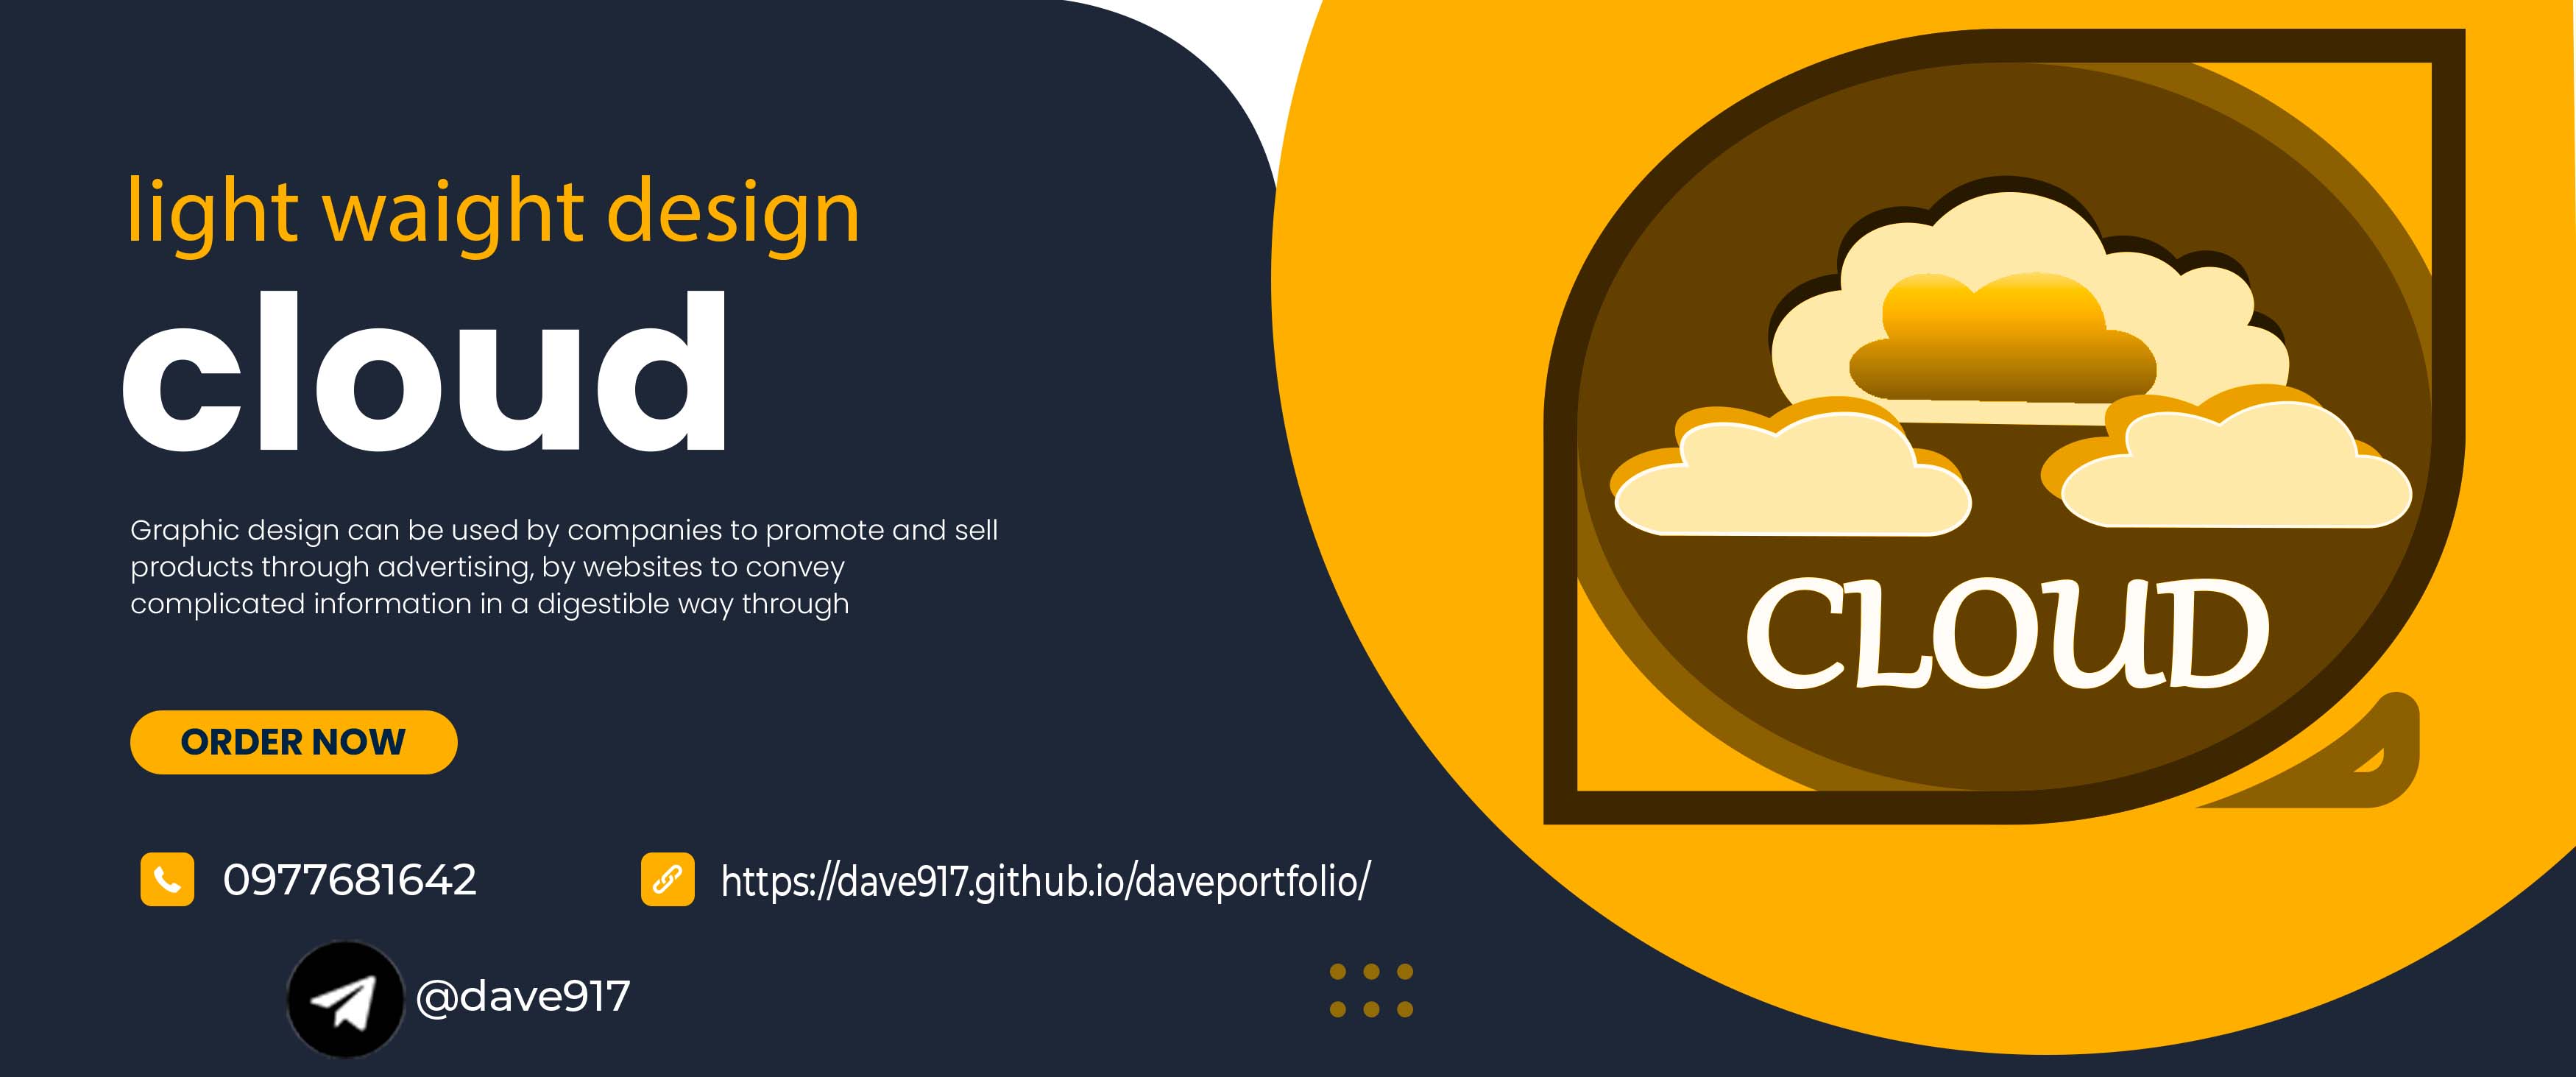 light waight design
cloud
Graphic design can be used by companies to promote and sell
products through advertising, by websites to convey
complicated information in a digestible way through
ORDER NOW
0977681642
https://dave917.github.io/daveportfolio/
@dave917
CLOUD